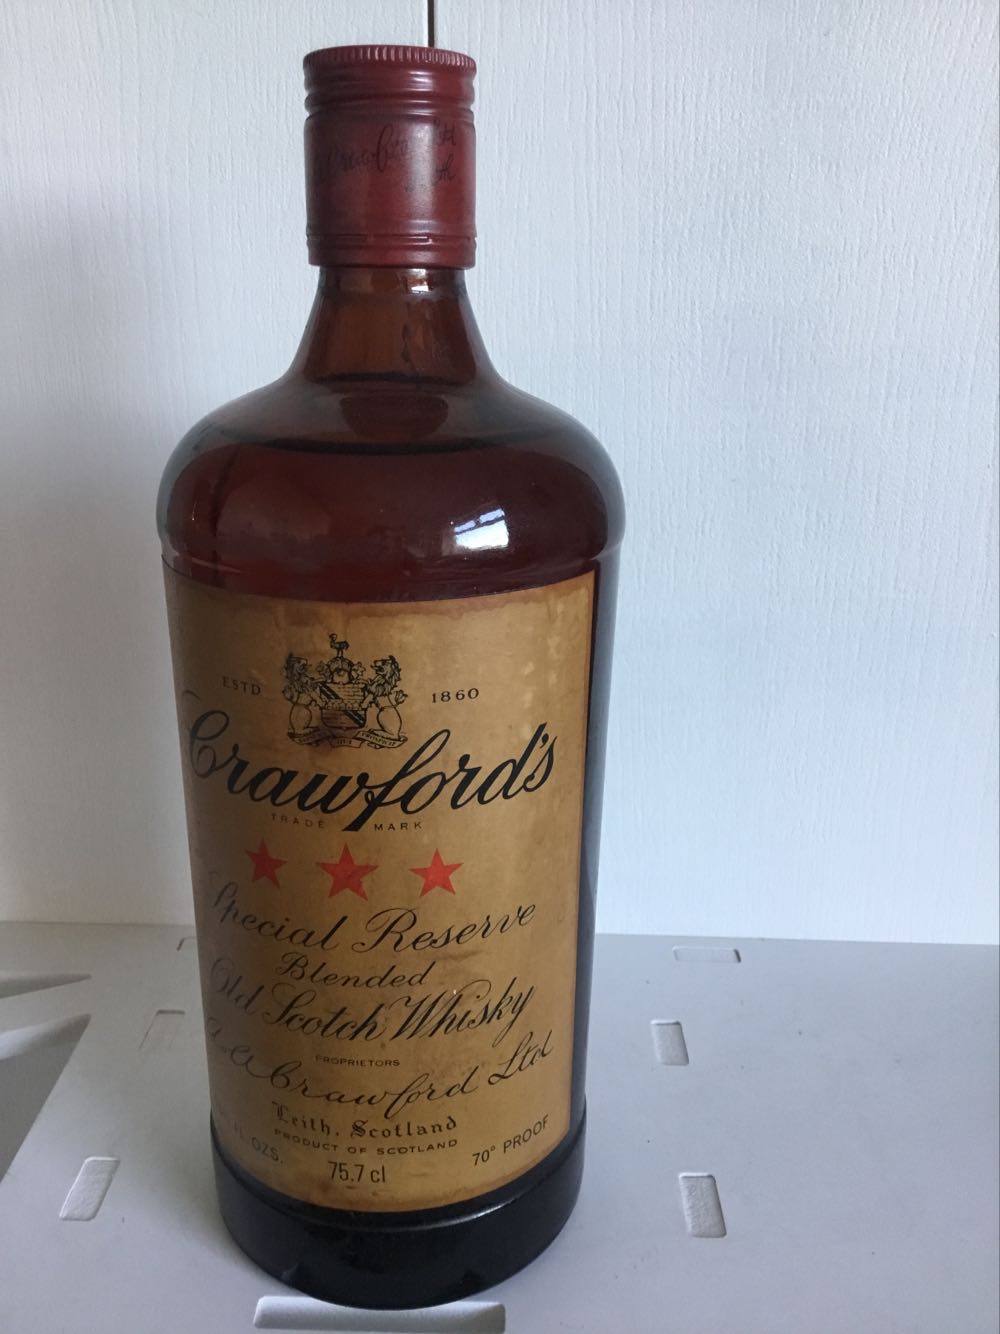 ESTD 1860
Crawford's
TRADE MARK
Special Reserve
Blended
Old Scotch Whisky
PROPRIETORS
A & A Crawford Ltd
Leith, Scotland
PRODUCT OF SCOTLAND
FL. OZS. 75.7 cl 70° PROOF